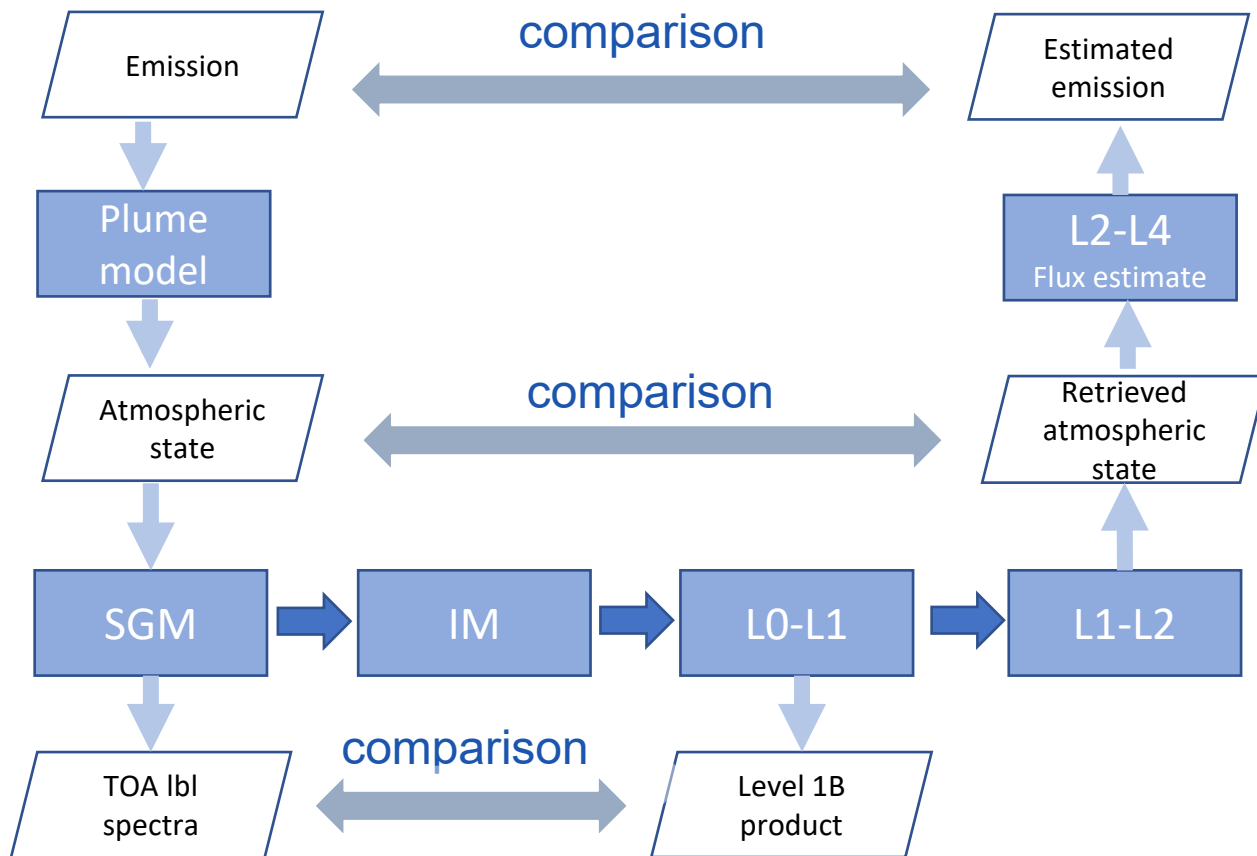 comparison
Emission
Estimated
emission
Plume
model
L2-L4
Flux estimate
comparison
Atmospheric
state
Retrieved
atmospheric
state
SGM
IM
L0-L1
L1-L2
comparison
TOA lbl
spectra
Level 1B
product